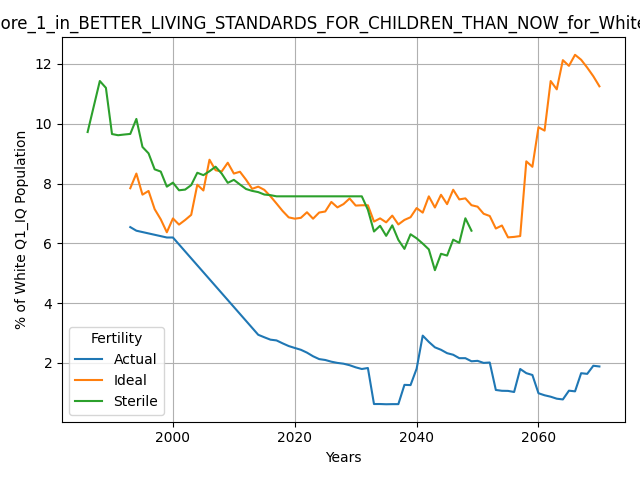 ore_1_in_BETTER_LIVING_STANDARDS_FOR_CHILDREN_THAN_NOW_for_White
12
10
8
6
4
2
% of White Q1_IQ Population
Fertility
Actual
Ideal
Sterile
2000 2020 2040 2060
Years